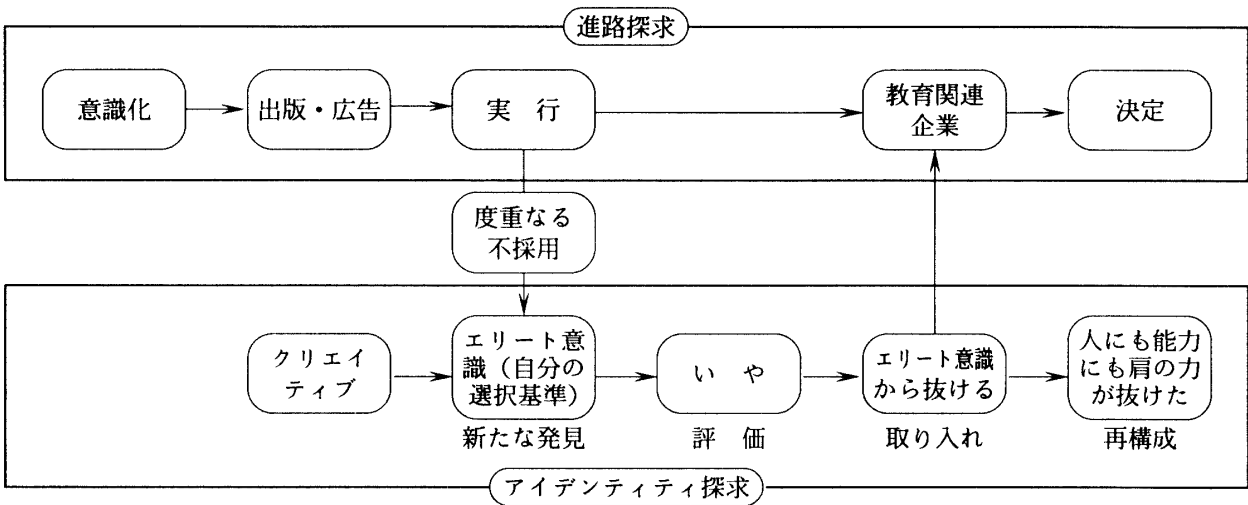 進路探求
意識化
出版・広告
実 行
教育関連
企業
決定
度重なる
不採用
クリエイ
ティブ
エリート意
識（自分の
選択基準）
い や
エリート意識
から抜ける
人にも能力
にも肩の力
が抜けた
新たな発見
評 価
取り入れ
再構成
アイデンティティ探求